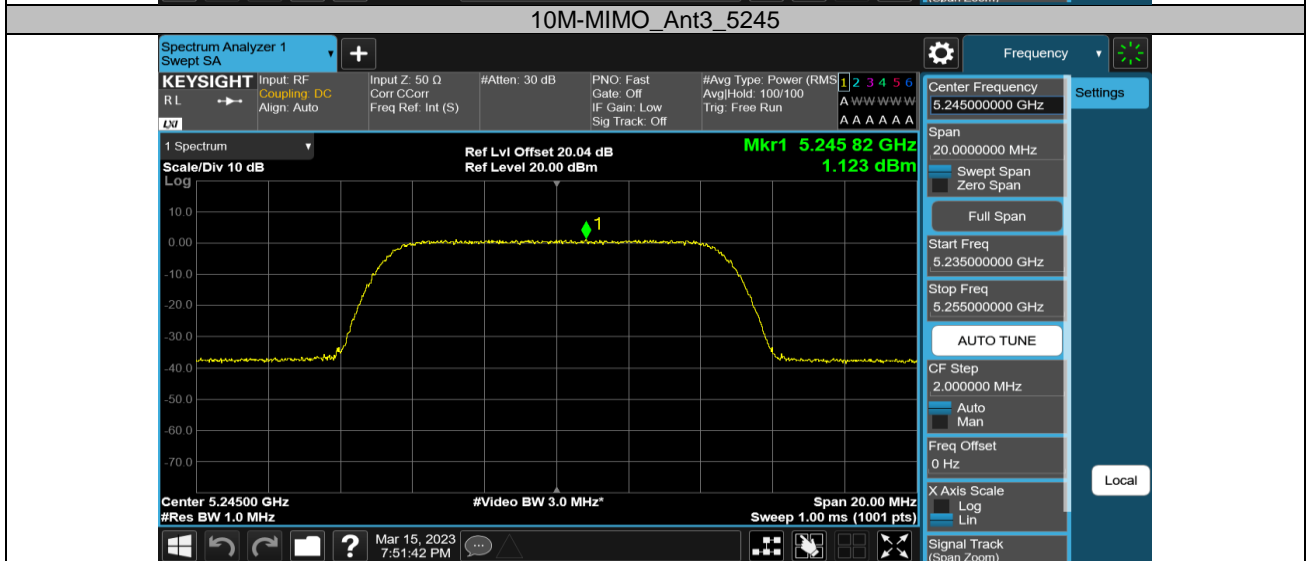 (Span Zoom)
10M-MIMO_Ant3_5245
Spectrum Analyzer 1
Swept SA
+
Frequency
KEYSIGHT
R L
LXI
Input: RF
Coupling: DC
Align: Auto
Input Z: 50 Ω
Corr CCorr
Freq Ref: Int (S)
#Atten: 30 dB
PNO: Fast
Gate: Off
IF Gain: Low
Sig Track: Off
#Avg Type: Power (RMS
Avg|Hold: 100/100
Trig: Free Run
1 2 3 4 5 6
A W W W W W
A A A A A A
1 Spectrum
Scale/Div 10 dB
Log
Ref Lvl Offset 20.04 dB
Ref Level 20.00 dBm
Mkr1 5.245 82 GHz
1.123 dBm
10.0
0.00
-10.0
-20.0
-30.0
-40.0
-50.0
-60.0
-70.0
1
Center 5.24500 GHz
#Res BW 1.0 MHz
#Video BW 3.0 MHz*
Span 20.00 MHz
Sweep 1.00 ms (1001 pts)
Center Frequency
5.245000000 GHz
Span
20.0000000 MHz
Swept Span
Zero Span
Full Span
Start Freq
5.235000000 GHz
Stop Freq
5.255000000 GHz
AUTO TUNE
CF Step
2.000000 MHz
Auto
Man
Freq Offset
0 Hz
X Axis Scale
Log
Lin
Signal Track
(Span Zoom)
Settings
Local
?
Mar 15, 2023
7:51:42 PM